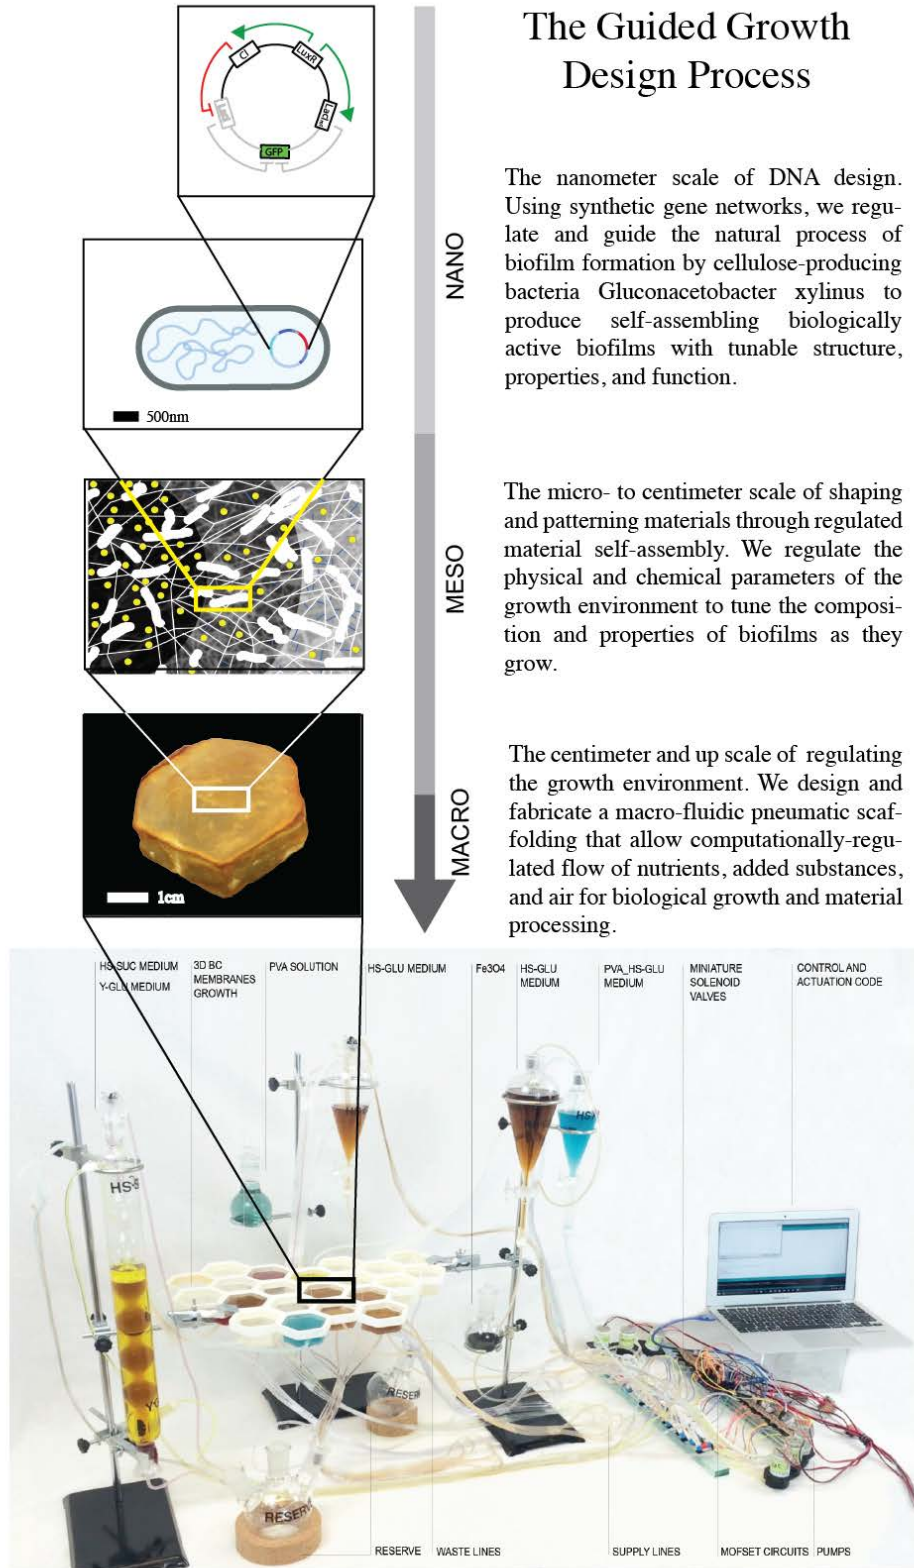 The Guided Growth
Design Process
CI
LuxR
LacI
GFP
NANO
The nanometer scale of DNA design.
Using synthetic gene networks, we regu-
late and guide the natural process of
biofilm formation by cellulose-producing
bacteria Gluconacetobacter xylinus to
produce self-assembling biologically
active biofilms with tunable structure,
properties, and function.
500nm
MESO
The micro- to centimeter scale of shaping
and patterning materials through regulated
material self-assembly. We regulate the
physical and chemical parameters of the
growth environment to tune the composi-
tion and properties of biofilms as they
grow.
MACRO
The centimeter and up scale of regulating
the growth environment. We design and
fabricate a macro-fluidic pneumatic scaf-
folding that allow computationally-regu-
lated flow of nutrients, added substances,
and air for biological growth and material
processing.
1cm
HS-SUC MEDIUM
Y-GLU MEDIUM
3D BC
MEMBRANES
GROWTH
PVA SOLUTION
HS-GLU MEDIUM
Fe3O4
HS-GLU
MEDIUM
PVA_HS-GLU
MEDIUM
MINIATURE
SOLENOID
VALVES
CONTROL AND
ACTUATION CODE
RESERVE
WASTE LINES
SUPPLY LINES
MOFSET CIRCUITS
PUMPS